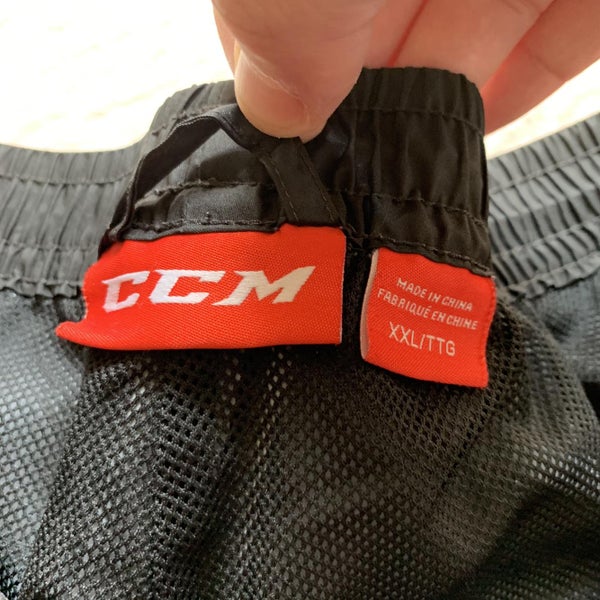 CCM
MADE IN CHINA
FABRIQUÉ EN CHINE
XXL/TTG